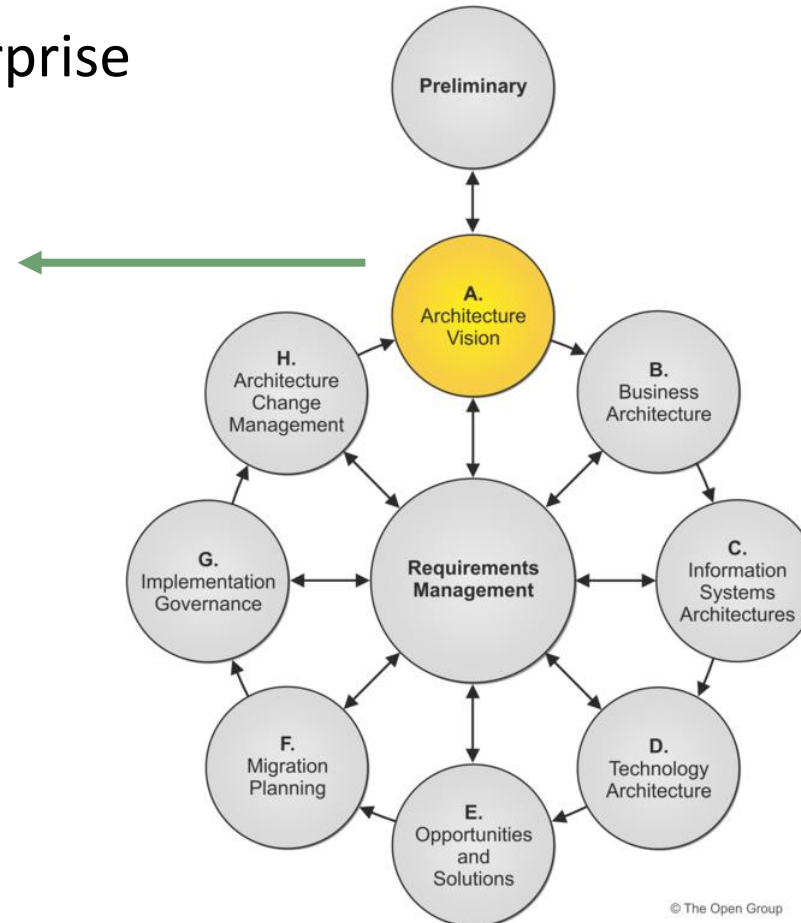 rprise
Preliminary
A.
Architecture
Vision
B.
Business
Architecture
H.
Architecture
Change
Management
C.
Information
Systems
Architectures
Requirements
Management
G.
Implementation
Governance
D.
Technology
Architecture
F.
Migration
Planning
E.
Opportunities
and
Solutions
© The Open Group